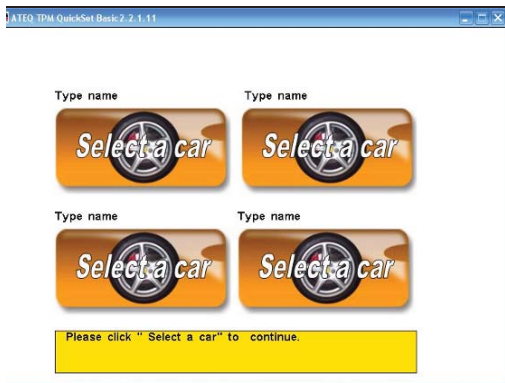 ATEQ TPM QuickSet Basic 2.2.1.11
Type name
Type name
Select a car
Select a car
Type name
Type name
Select a car
Select a car
Please click " Select a car" to continue.